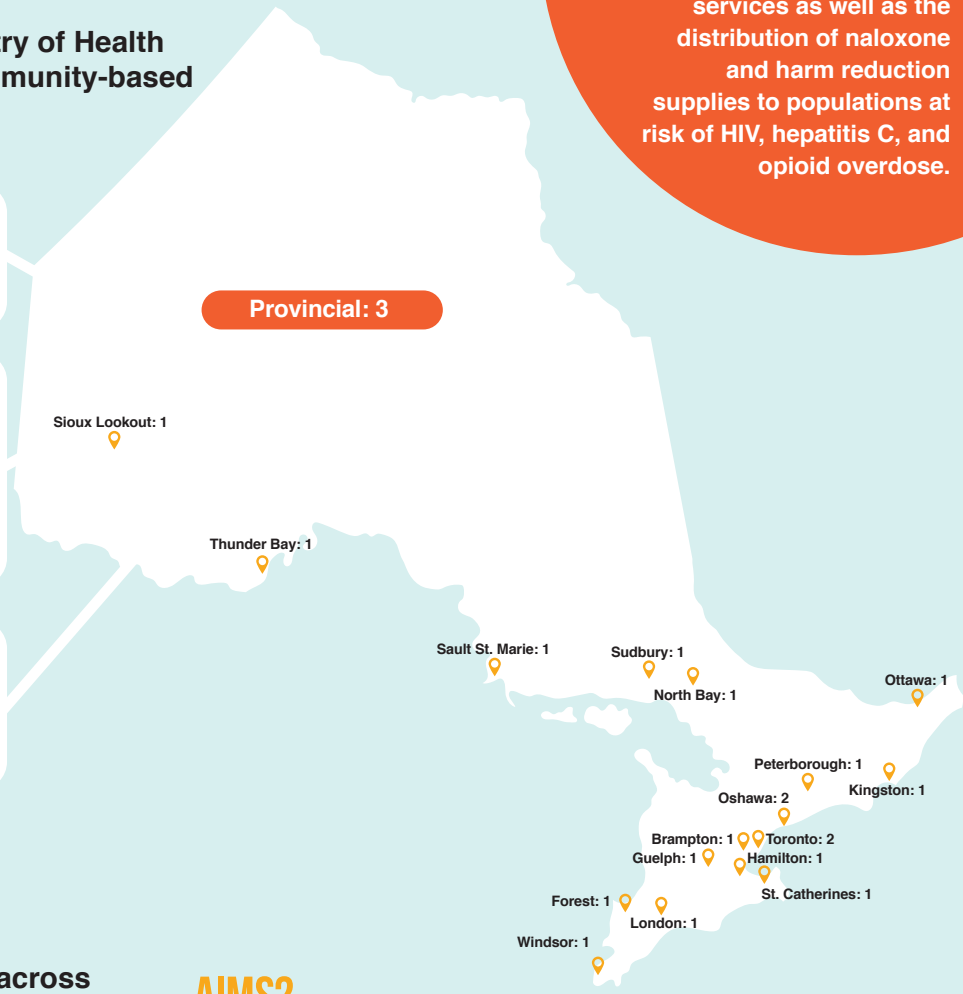 try of Health
munity-based
services as well as the
distribution of naloxone
and harm reduction
supplies to populations at
risk of HIV, hepatitis C, and
opioid overdose.
Provincial: 3
Sioux Lookout: 1
Thunder Bay: 1
Sault St. Marie: 1
Sudbury: 1
North Bay: 1
Ottawa: 1
Peterborough: 1
Kingston: 1
Oshawa: 2
Brampton: 1
Toronto: 2
Guelph: 1
Hamilton: 1
St. Catherines: 1
Forest: 1
London: 1
Windsor: 1
across
AIMS2